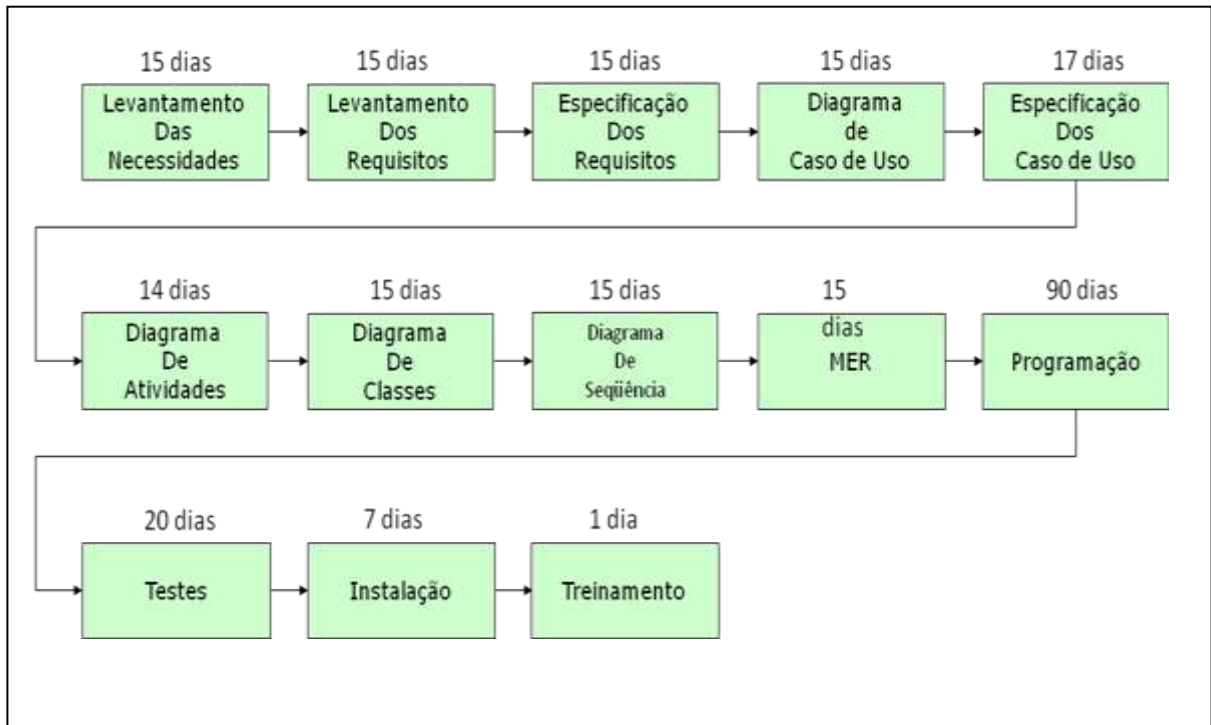 15 dias
Levantamento
Das
Necessidades
15 dias
Levantamento
Dos
Requisitos
15 dias
Especificação
Dos
Requisitos
15 dias
Diagrama
de
Caso de Uso
17 dias
Especificação
Dos
Caso de Uso
14 dias
Diagrama
De
Atividades
15 dias
Diagrama
De
Classes
15 dias
Diagrama
De
Seqüência
15
dias
MER
90 dias
Programação
20 dias
Testes
7 dias
Instalação
1 dia
Treinamento